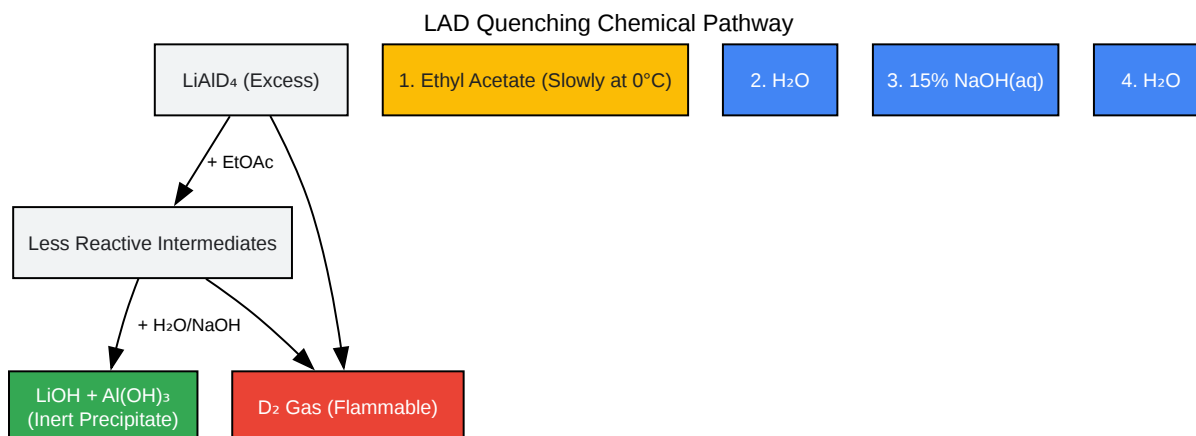 LAD Quenching Chemical Pathway
LiAlD₄ (Excess)
1. Ethyl Acetate (Slowly at 0°C)
2. H₂O
3. 15% NaOH(aq)
4. H₂O
+ EtOAc
Less Reactive Intermediates
+ H₂O/NaOH
LiOH + Al(OH)₃
(Inert Precipitate)
D₂ Gas (Flammable)